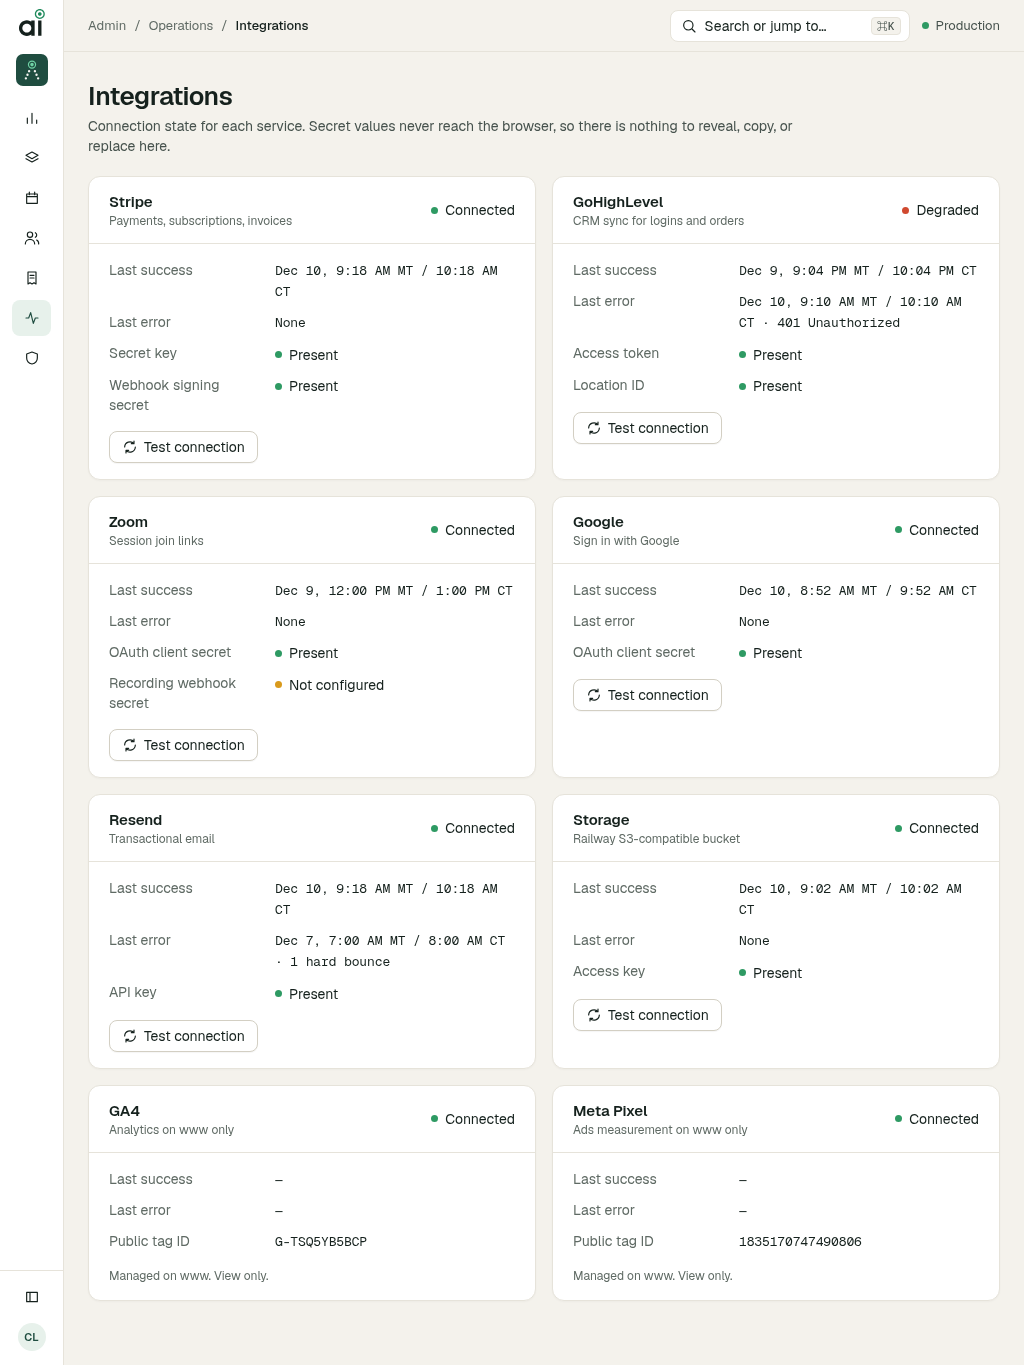 ai
Admin / Operations / Integrations
Search or jump to…
⌘K
Production
Integrations
Connection state for each service. Secret values never reach the browser, so there is nothing to reveal, copy, or
replace here.
Stripe
Payments, subscriptions, invoices
Connected
Last success
Dec 10, 9:18 AM MT / 10:18 AM
CT
Last error
None
Secret key
Present
Webhook signing
secret
Present
Test connection
GoHighLevel
CRM sync for logins and orders
Degraded
Last success
Dec 9, 9:04 PM MT / 10:04 PM CT
Last error
Dec 10, 9:10 AM MT / 10:10 AM
CT · 401 Unauthorized
Access token
Present
Location ID
Present
Test connection
Zoom
Session join links
Connected
Last success
Dec 9, 12:00 PM MT / 1:00 PM CT
Last error
None
OAuth client secret
Present
Recording webhook
secret
Not configured
Test connection
Google
Sign in with Google
Connected
Last success
Dec 10, 8:52 AM MT / 9:52 AM CT
Last error
None
OAuth client secret
Present
Test connection
Resend
Transactional email
Connected
Last success
Dec 10, 9:18 AM MT / 10:18 AM
CT
Last error
Dec 7, 7:00 AM MT / 8:00 AM CT
· 1 hard bounce
API key
Present
Test connection
Storage
Railway S3-compatible bucket
Connected
Last success
Dec 10, 9:02 AM MT / 10:02 AM
CT
Last error
None
Access key
Present
Test connection
GA4
Analytics on www only
Connected
Last success
–
Last error
–
Public tag ID
G-TSQ5YB5BCP
Managed on www. View only.
Meta Pixel
Ads measurement on www only
Connected
Last success
–
Last error
–
Public tag ID
1835170747490806
Managed on www. View only.
CL